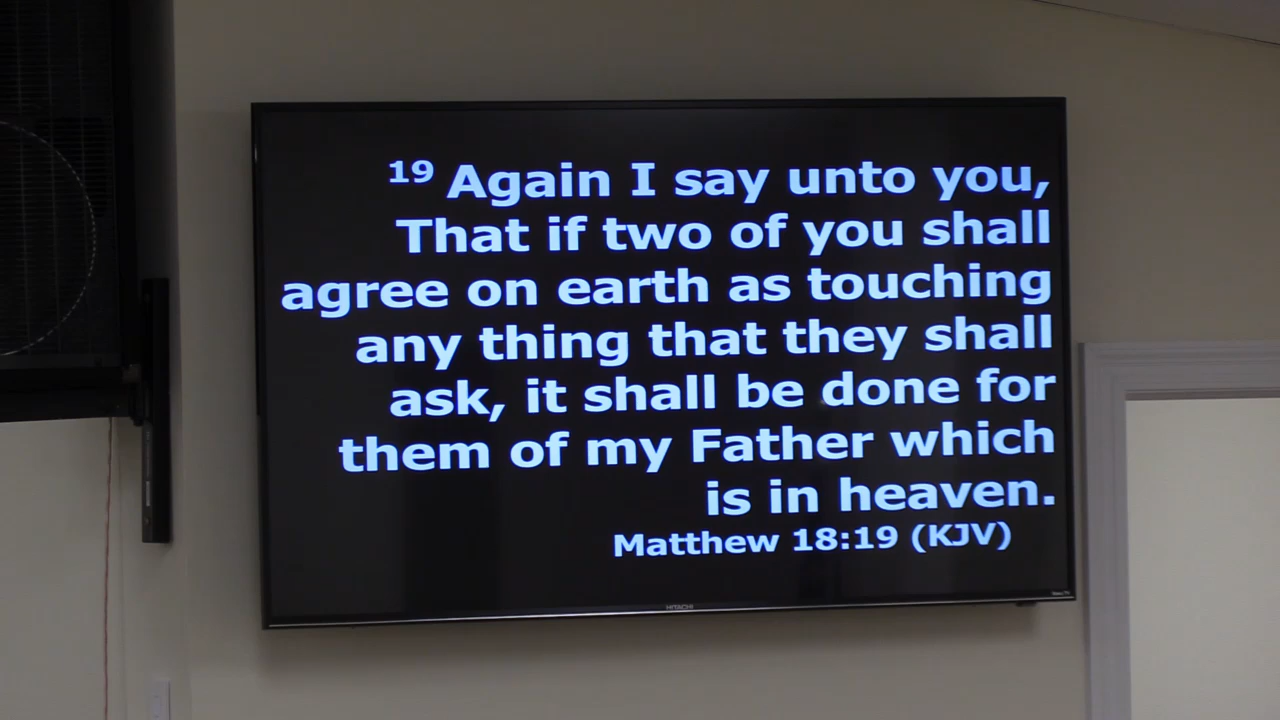 19 Again I say unto you,
That if two of you shall
agree on earth as touching
any thing that they shall
ask, it shall be done for
them of my Father which
is in heaven.
Matthew 18:19 (KJV)
HITACHI